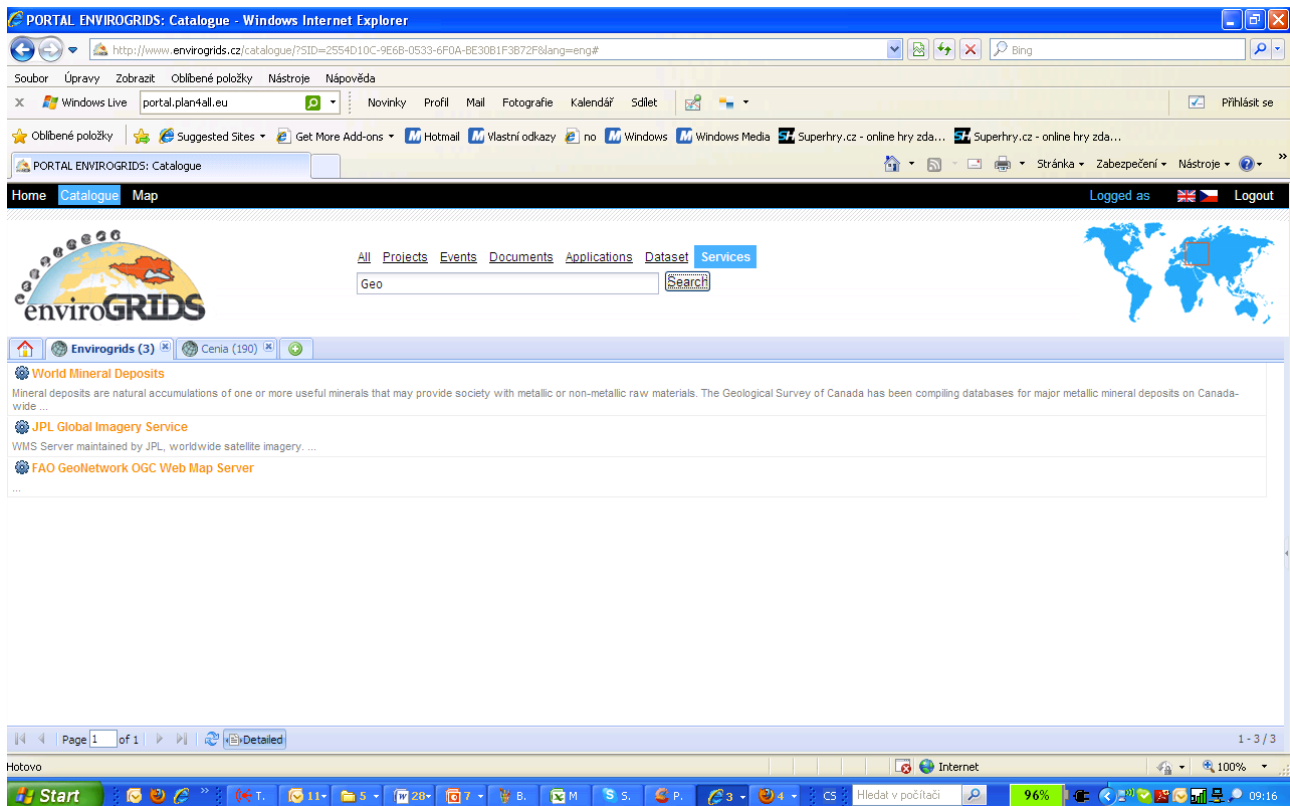 PORTAL ENVIROGRIDS: Catalogue - Windows Internet Explorer
http://www.envirogrids.cz/catalogue/?SID=2554D10C-9E6B-0533-6F0A-BE30B1F3B72F&lang=eng#
Bing
Soubor Úpravy Zobrazit Oblíbené položky Nástroje Nápověda
X Windows Live portal.plan4all.eu Novinky Profil Mail Fotografie Kalendář Sdílet Přihlásit se
Oblíbené položky Suggested Sites Get More Add-ons Hotmail Vlastní odkazy no Windows Windows Media Superhry.cz - online hry zda... Superhry.cz - online hry zda...
PORTAL ENVIROGRIDS: Catalogue Stránka Zabezpečení Nástroje
Home Catalogue Map Logged as Logout
enviroGRIDS
All Projects Events Documents Applications Dataset Services
Geo Search
Envirogrids (3) Cenia (190)
World Mineral Deposits
Mineral deposits are natural accumulations of one or more useful minerals that may provide society with metallic or non-metallic raw materials. The Geological Survey of Canada has been compiling databases for major metallic mineral deposits on Canada-
wide ...
JPL Global Imagery Service
WMS Server maintained by JPL, worldwide satellite imagery. ...
FAO GeoNetwork OGC Web Map Server
...
Page 1 of 1 Detailed 1 - 3 / 3
Hotovo Internet 100%
Start T. 11 5 28 7 B. M S. P. 3 4 CS Hledat v počítači 96% 09:16